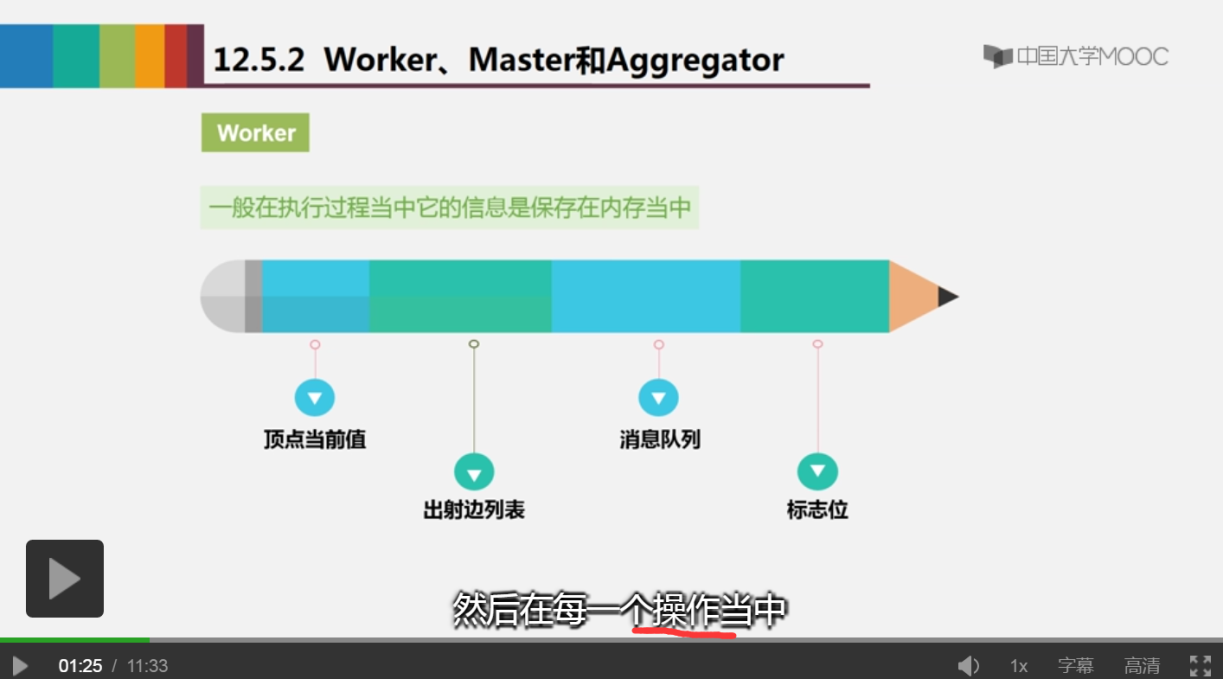 12.5.2 Worker、Master和Aggregator
中国大学MOOC
Worker
一般在执行过程当中它的信息是保存在内存当中
顶点当前值
消息队列
出射边列表
标志位
然后在每一个操作当中
01:25 / 11:33
1x
字幕
高清